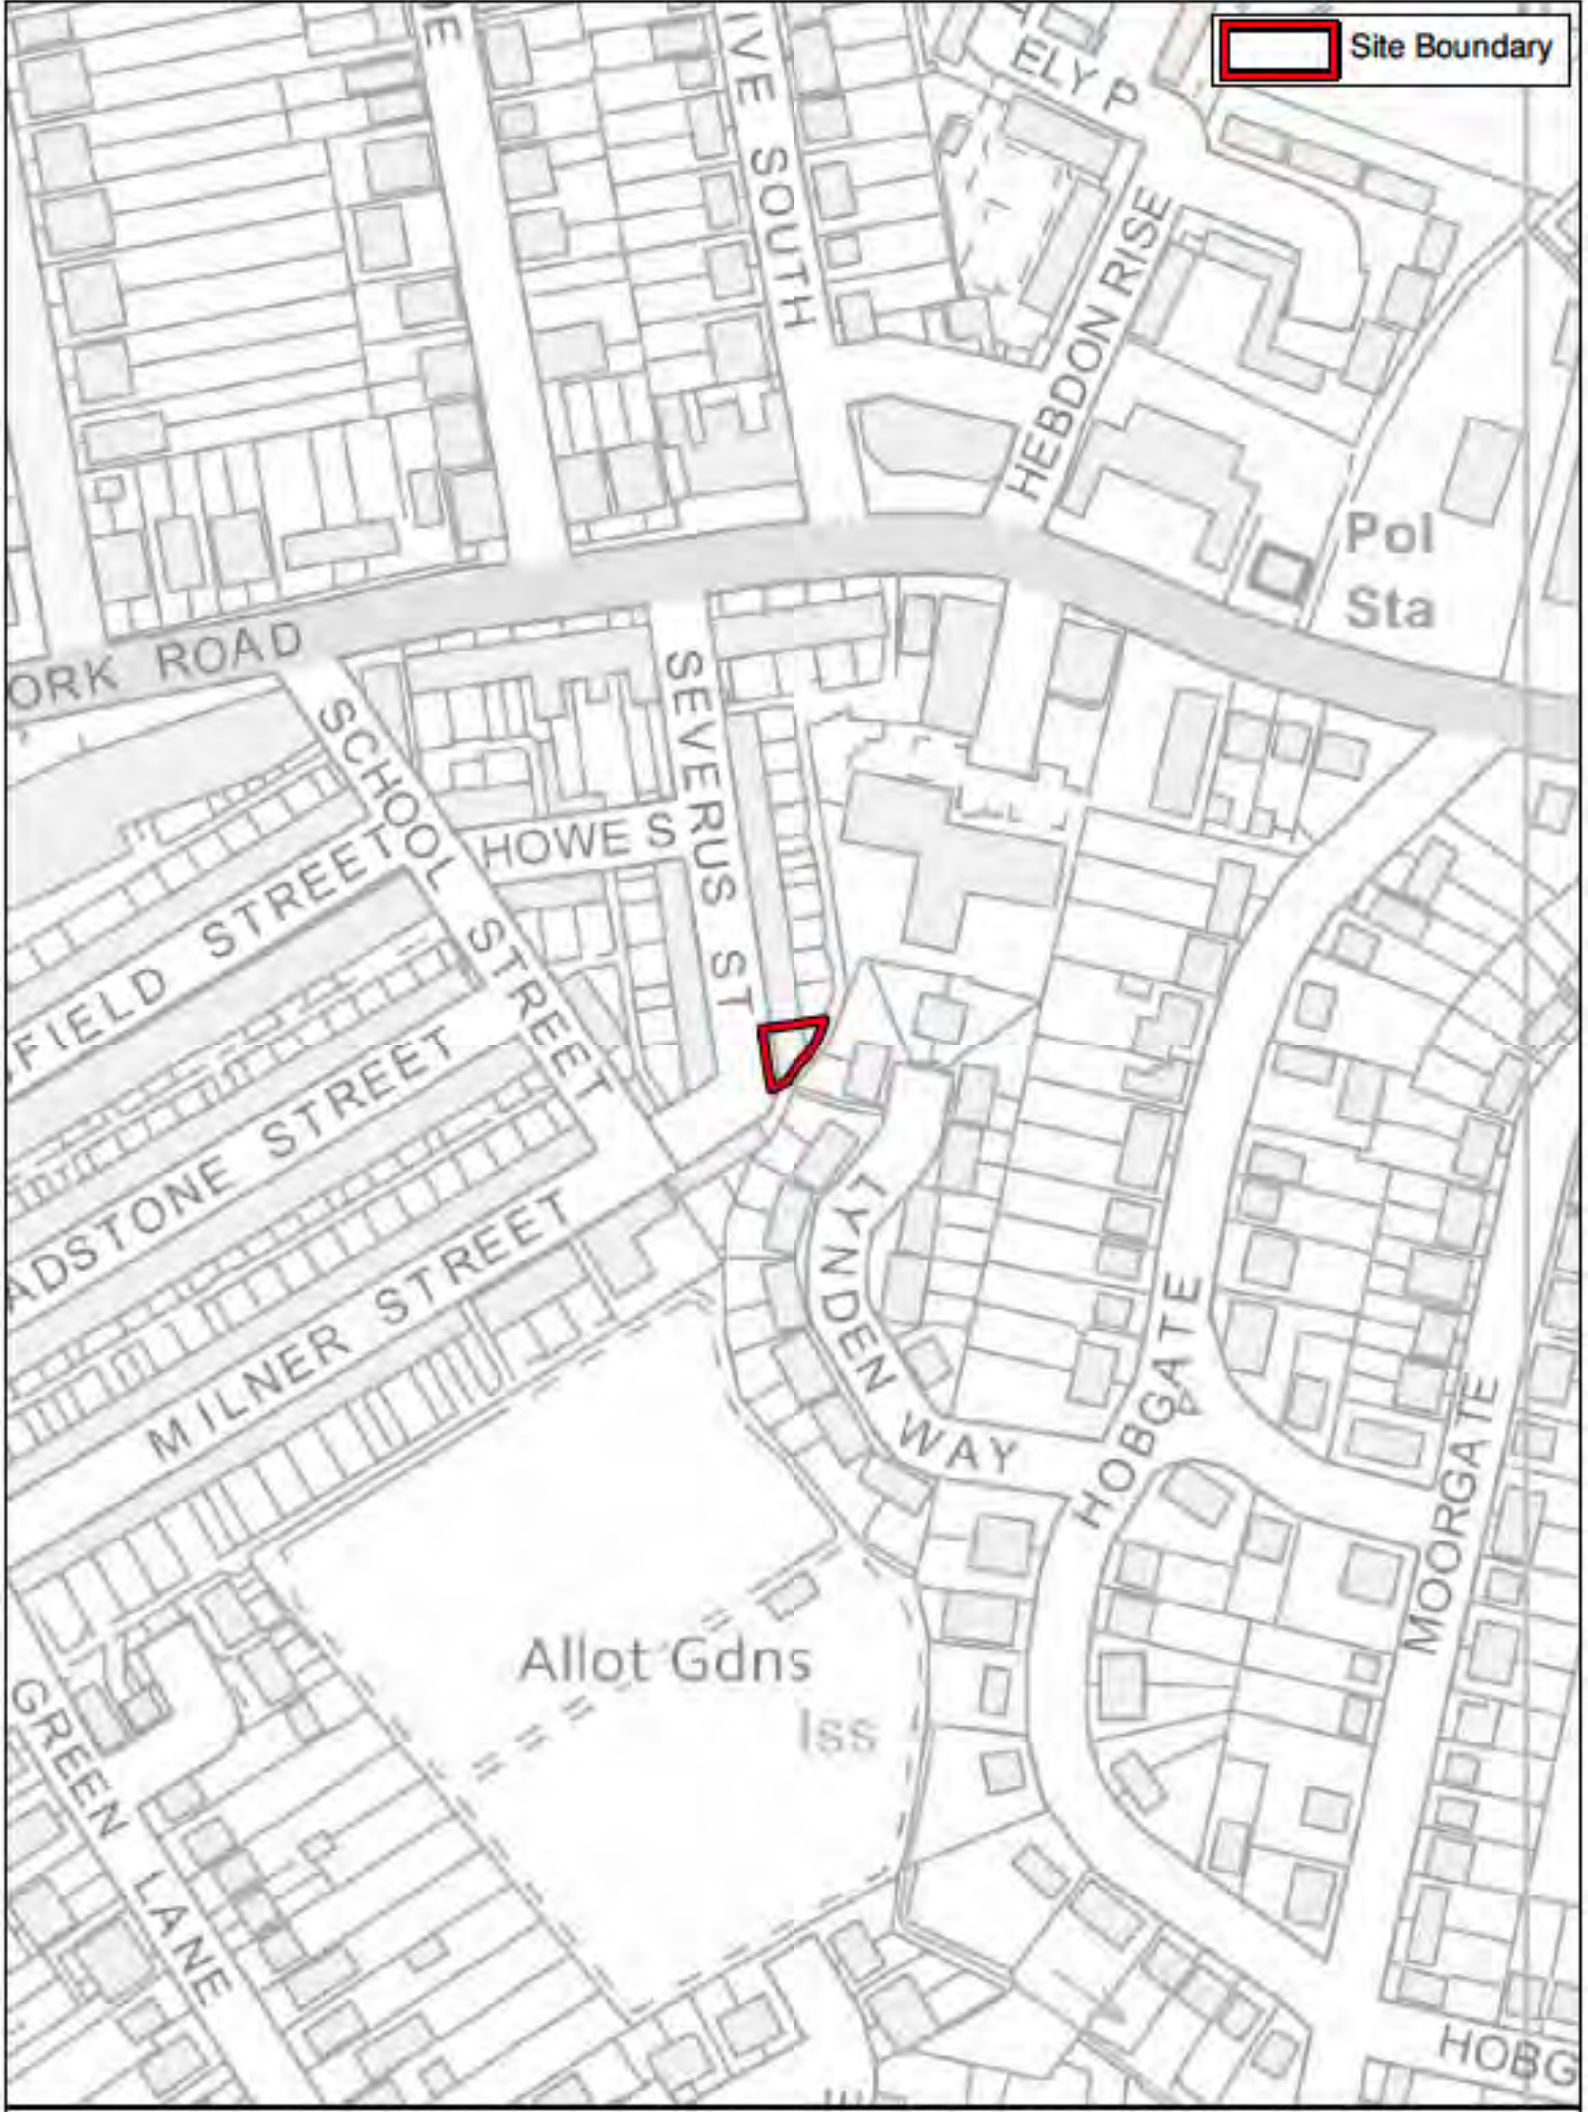 Site Boundary
DE
IVE SOUTH
ELY P
HEBDON RISE
Pol
Sta
ORK ROAD
SCHOOL STREET
SEVERUS ST
HOWE S
FIELD STREET
ADSTONE STREET
MILNER STREET
LYNDEN WAY
HOBGATE
MOORGATE
Allot Gdns
Iss
GREEN LANE
HOBG